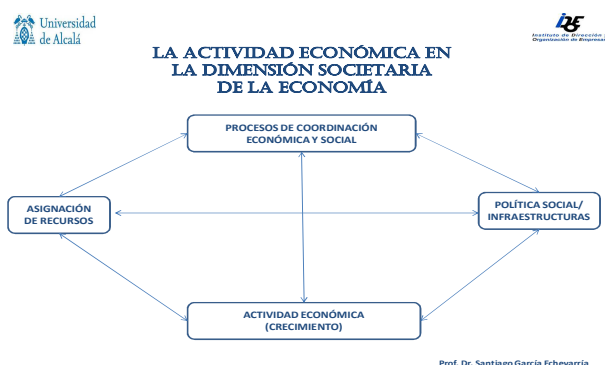 Universidad
de Alcalá
Instituto de Dirección y
Organización de Empresas
LA ACTIVIDAD ECONÓMICA EN
LA DIMENSIÓN SOCIETARIA
DE LA ECONOMÍA
PROCESOS DE COORDINACIÓN
ECONÓMICA Y SOCIAL
ASIGNACIÓN
DE RECURSOS
POLÍTICA SOCIAL/
INFRAESTRUCTURAS
ACTIVIDAD ECONÓMICA
(CRECIMIENTO)
Prof. Dr. Santiago García Echevarría